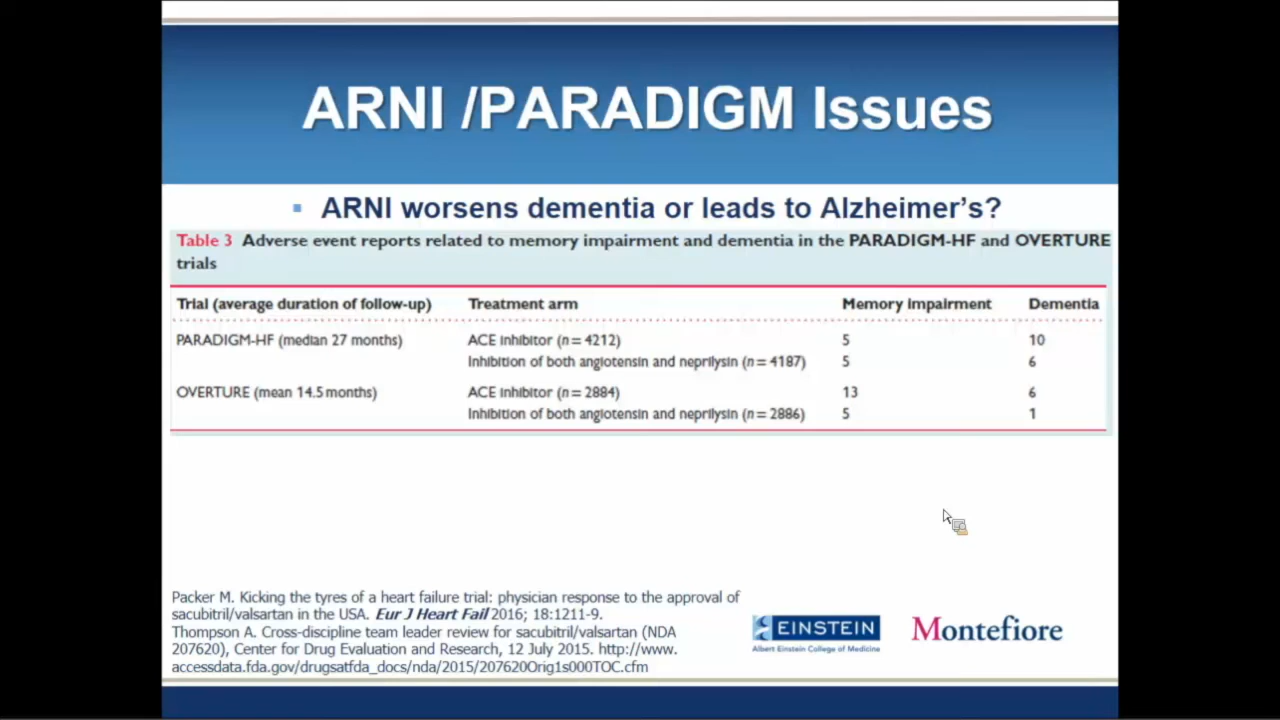 ARNI /PARADIGM Issues
▪ ARNI worsens dementia or leads to Alzheimer's?
Table 3 Adverse event reports related to memory impairment and dementia in the PARADIGM-HF and OVERTURE
trials
Trial (average duration of follow-up) Treatment arm Memory impairment Dementia
PARADIGM-HF (median 27 months) ACE inhibitor (n = 4212) 5 10
Inhibition of both angiotensin and neprilysin (n = 4187) 5 6
OVERTURE (mean 14.5 months) ACE inhibitor (n = 2884) 13 6
Inhibition of both angiotensin and neprilysin (n = 2886) 5 1
Packer M. Kicking the tyres of a heart failure trial: physician response to the approval of
sacubitril/valsartan in the USA. Eur J Heart Fail 2016; 18:1211-9.
Thompson A. Cross-discipline team leader review for sacubitril/valsartan (NDA
207620), Center for Drug Evaluation and Research, 12 July 2015. http://www.
accessdata.fda.gov/drugsatfda_docs/nda/2015/207620Orig1s000TOC.cfm
EINSTEIN
Albert Einstein College of Medicine
Montefiore